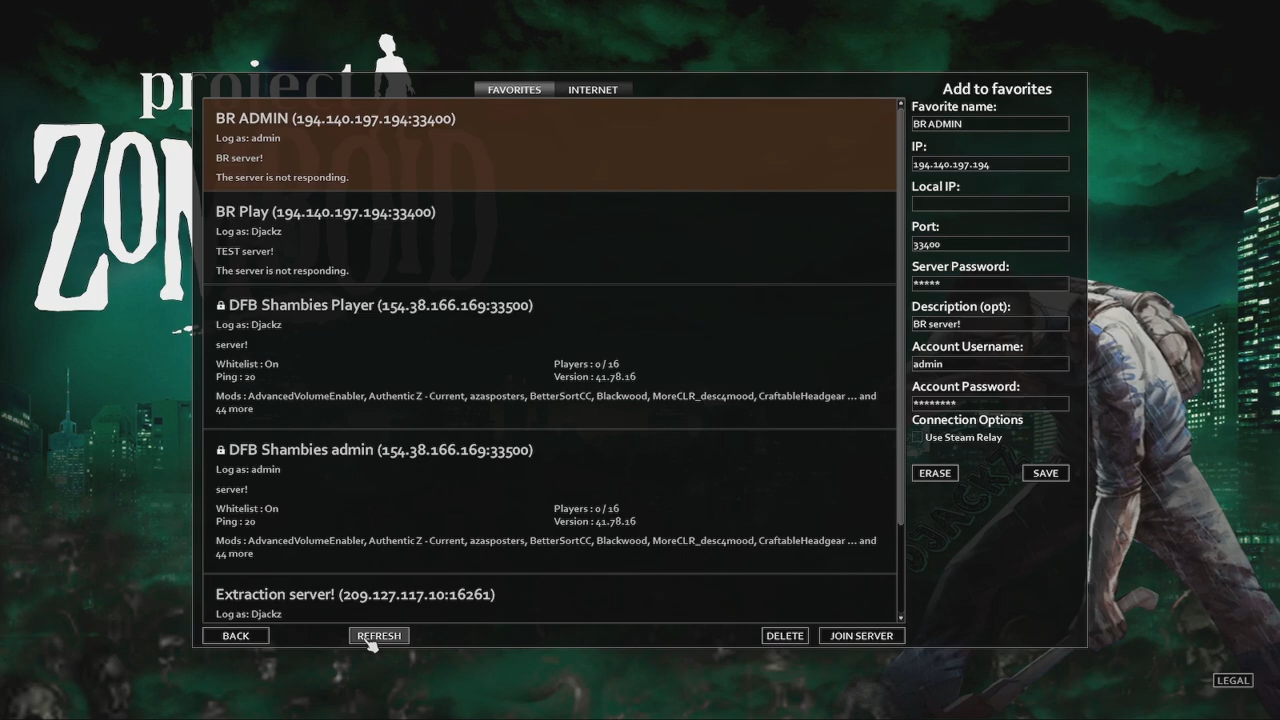 project
ZOMBOID
FAVORITES
INTERNET
BR ADMIN (194.140.197.194:33400)
Log as: admin
BR server!
The server is not responding.
BR Play (194.140.197.194:33400)
Log as: Djackz
TEST server!
The server is not responding.
DFB Shambies Player (154.38.166.169:33500)
Log as: Djackz
server!
Whitelist : On
Players : 0 / 16
Ping : 20
Version : 41.78.16
Mods : AdvancedVolumeEnabler, Authentic Z - Current, azasposters, BetterSortCC, Blackwood, MoreCLR_desc4mood, CraftableHeadgear ... and
44 more
DFB Shambies admin (154.38.166.169:33500)
Log as: admin
server!
Whitelist : On
Players : 0 / 16
Ping : 20
Version : 41.78.16
Mods : AdvancedVolumeEnabler, Authentic Z - Current, azasposters, BetterSortCC, Blackwood, MoreCLR_desc4mood, CraftableHeadgear ... and
44 more
Extraction server! (209.127.117.10:16261)
Log as: Djackz
BACK
REFRESH
DELETE
JOIN SERVER
Add to favorites
Favorite name:
BR ADMIN
IP:
194.140.197.194
Local IP:
Port:
33400
Server Password:
*****
Description (opt):
BR server!
Account Username:
admin
Account Password:
********
Connection Options
Use Steam Relay
ERASE
SAVE
DJACKZ
LEGAL